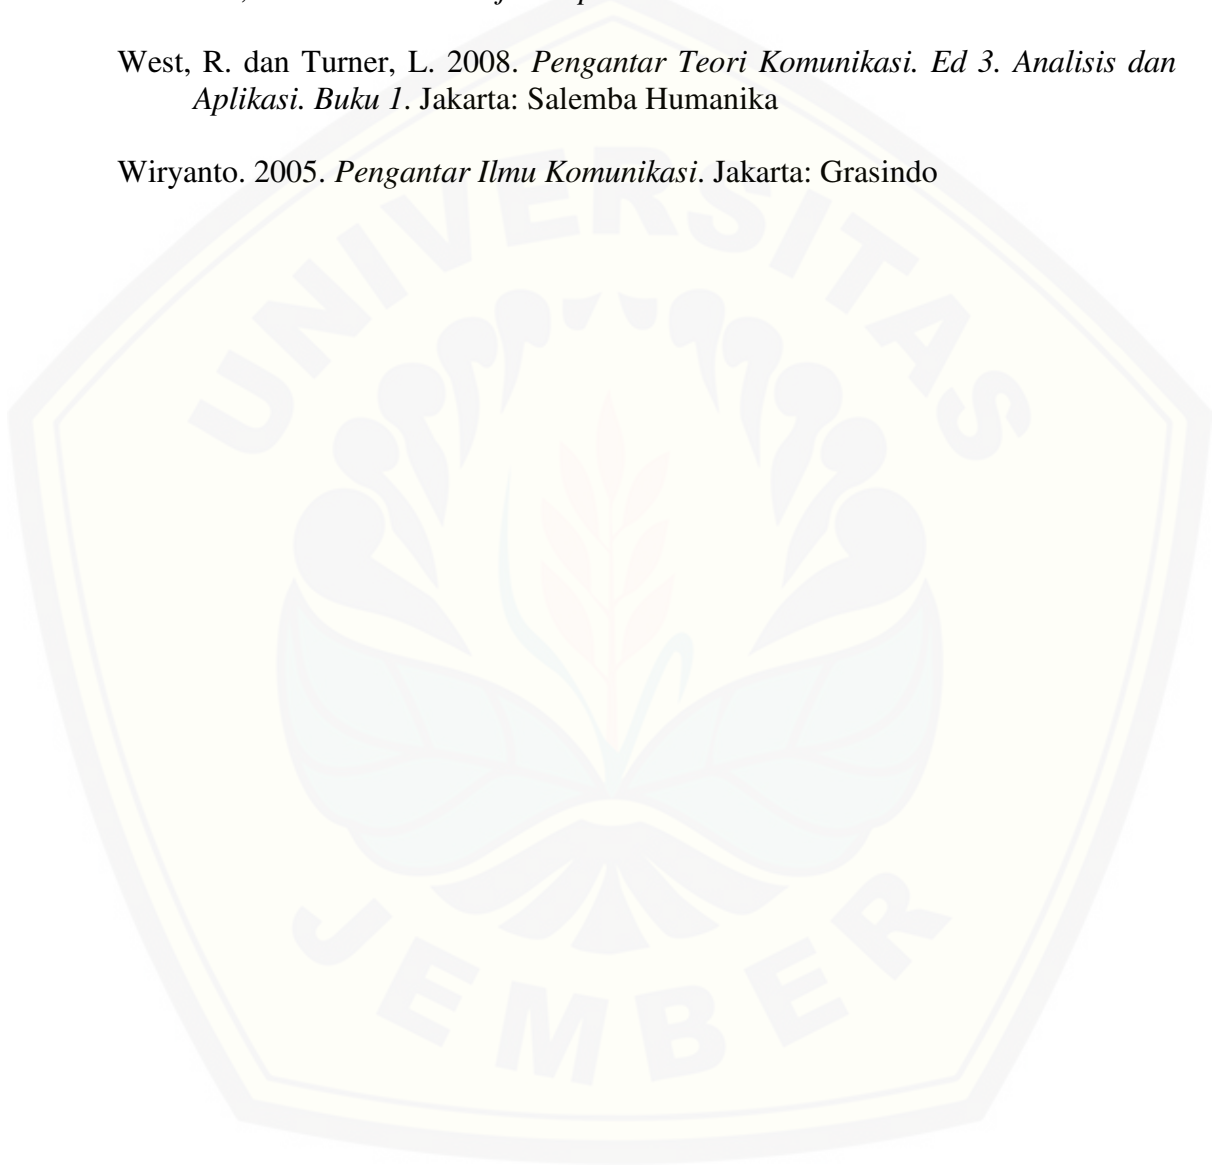 West, R. dan Turner, L. 2008. Pengantar Teori Komunikasi. Ed 3. Analisis dan
Aplikasi. Buku 1. Jakarta: Salemba Humanika
Wiryanto. 2005. Pengantar Ilmu Komunikasi. Jakarta: Grasindo
UNIVERSITAS
JEMBER